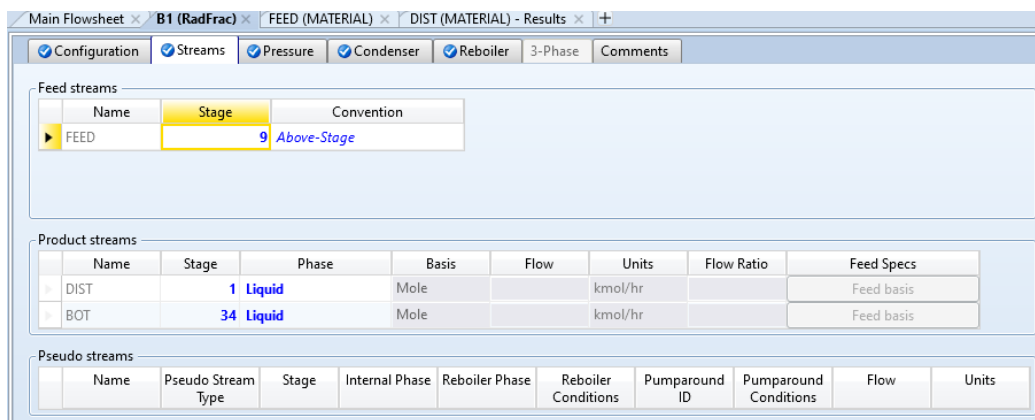 Main Flowsheet × B1 (RadFrac) × FEED (MATERIAL) × DIST (MATERIAL) - Results × +
Configuration Streams Pressure Condenser Reboiler 3-Phase Comments
Feed streams
Name Stage Convention
FEED 9 Above-Stage
Product streams
Name Stage Phase Basis Flow Units Flow Ratio Feed Specs
DIST 1 Liquid Mole kmol/hr Feed basis
BOT 34 Liquid Mole kmol/hr Feed basis
Pseudo streams
Name Pseudo Stream Type Stage Internal Phase Reboiler Phase Reboiler Conditions Pumparound ID Pumparound Conditions Flow Units